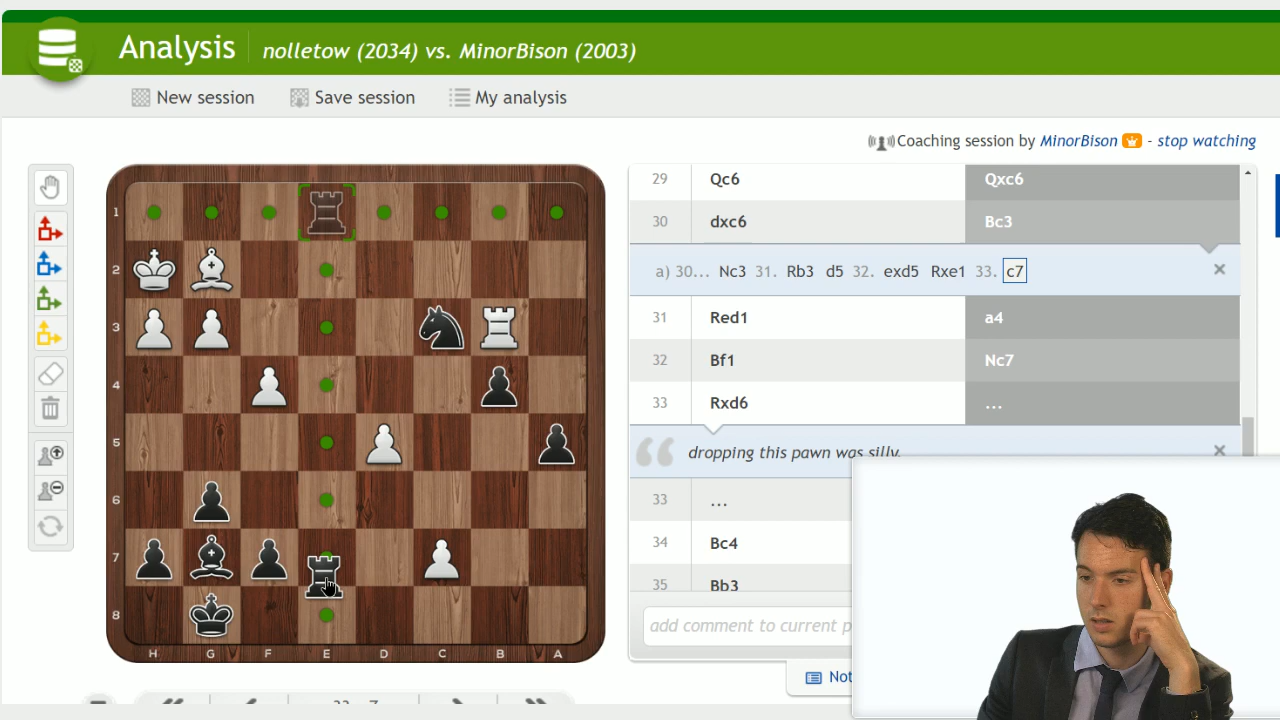 Analysis
nolletow (2034) vs. MinorBison (2003)
New session
Save session
My analysis
Coaching session by MinorBison - stop watching
29 Qc6 Qxc6
30 dxc6 Bc3
a) 30... Nc3 31. Rb3 d5 32. exd5 Rxe1 33. c7
31 Red1 a4
32 Bf1 Nc7
33 Rxd6 ...
dropping this pawn was silly.
33 ...
34 Bc4
35 Bb3
add comment to current p
Not
1
2
3
4
5
6
7
8
H G F E D C B A